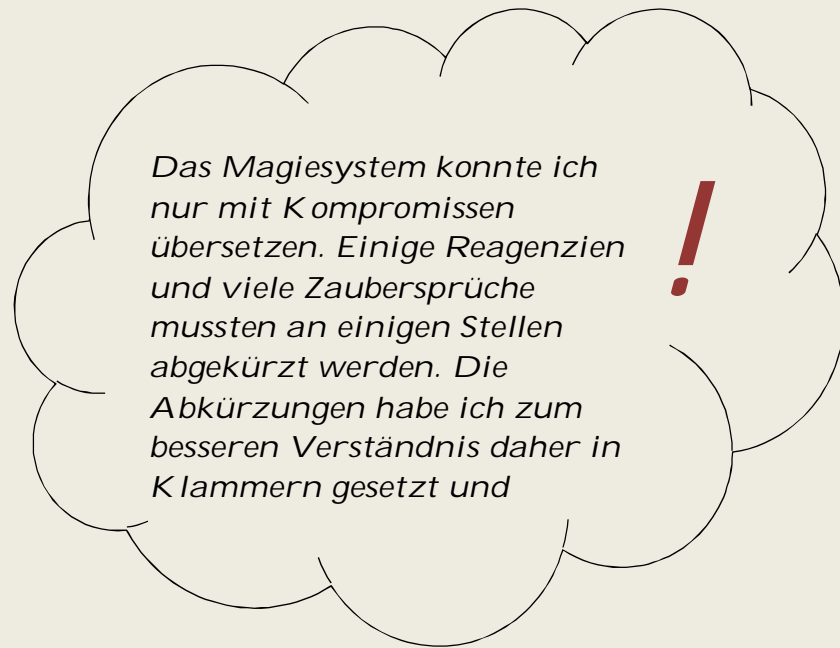 Das Magiesystem konnte ich
nur mit Kompromissen
übersetzen. Einige Reagenzien
und viele Zaubersprüche
mussten an einigen Stellen
abgekürzt werden. Die
Abkürzungen habe ich zum
besseren Verständnis daher in
Klammern gesetzt und
!